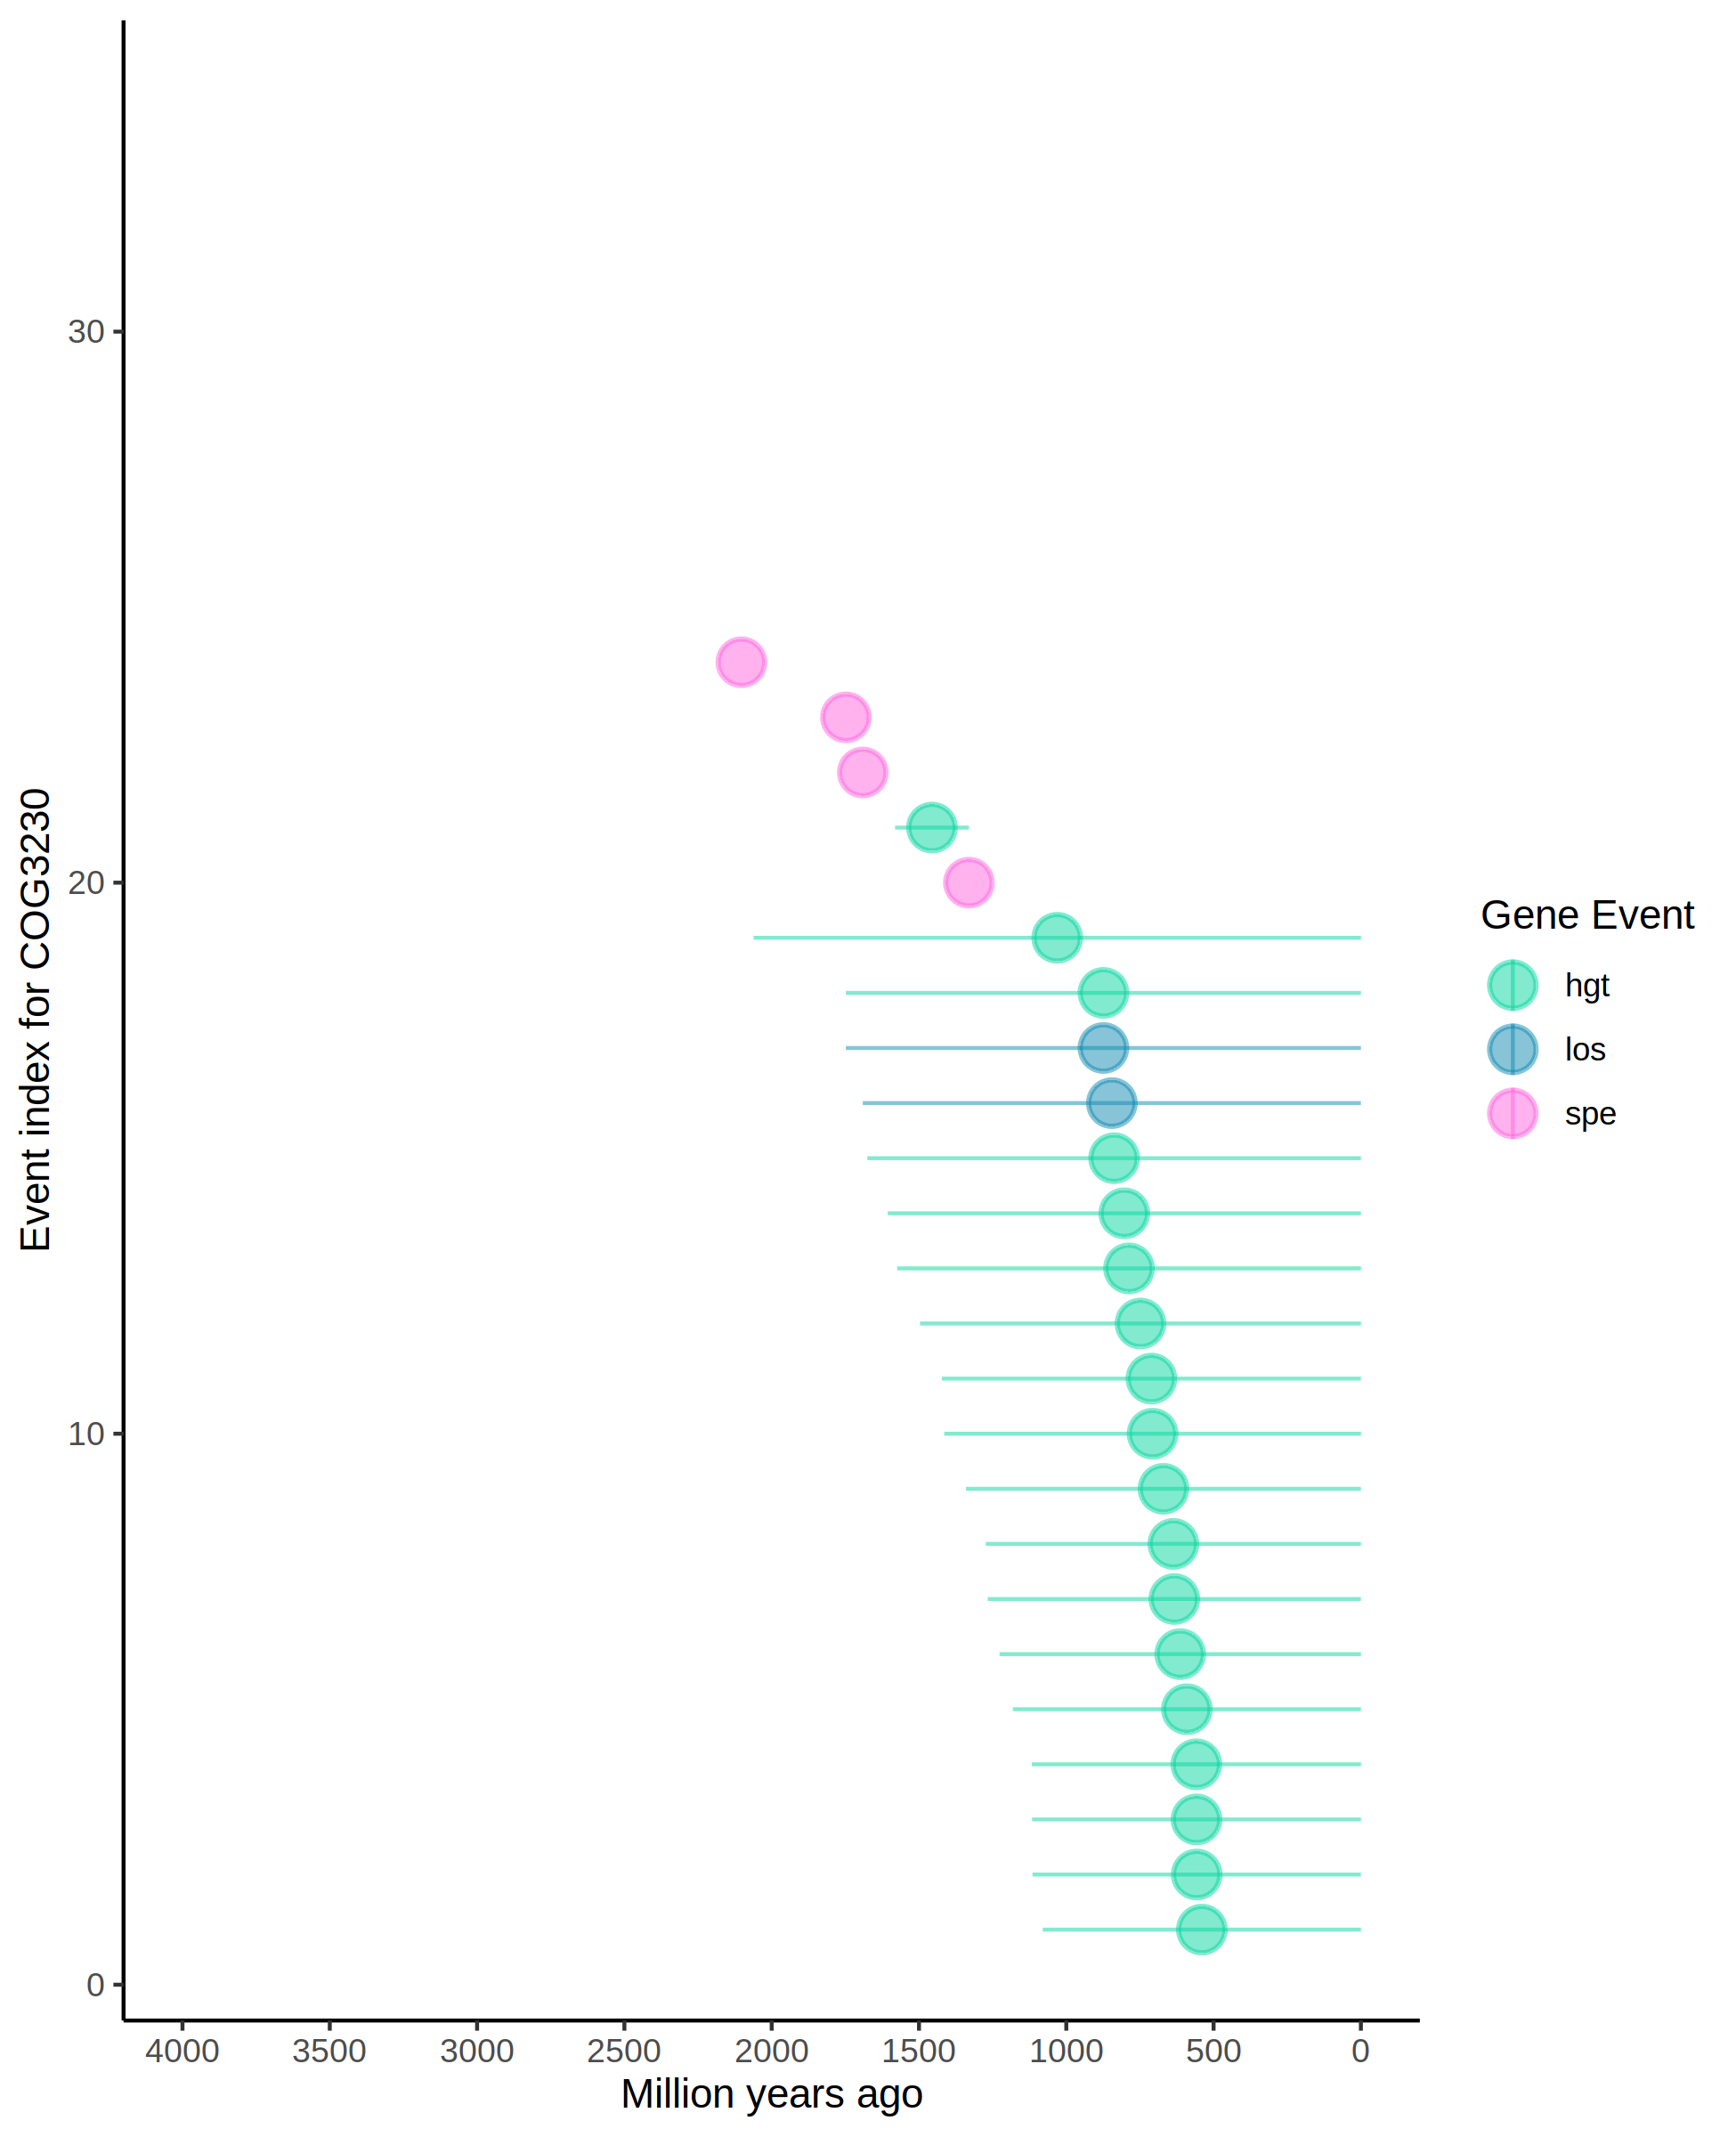 30
20
10
0
Event index for COG3230
4000 3500 3000 2500 2000 1500 1000 500 0
Million years ago
Gene Event
hgt
los
spe